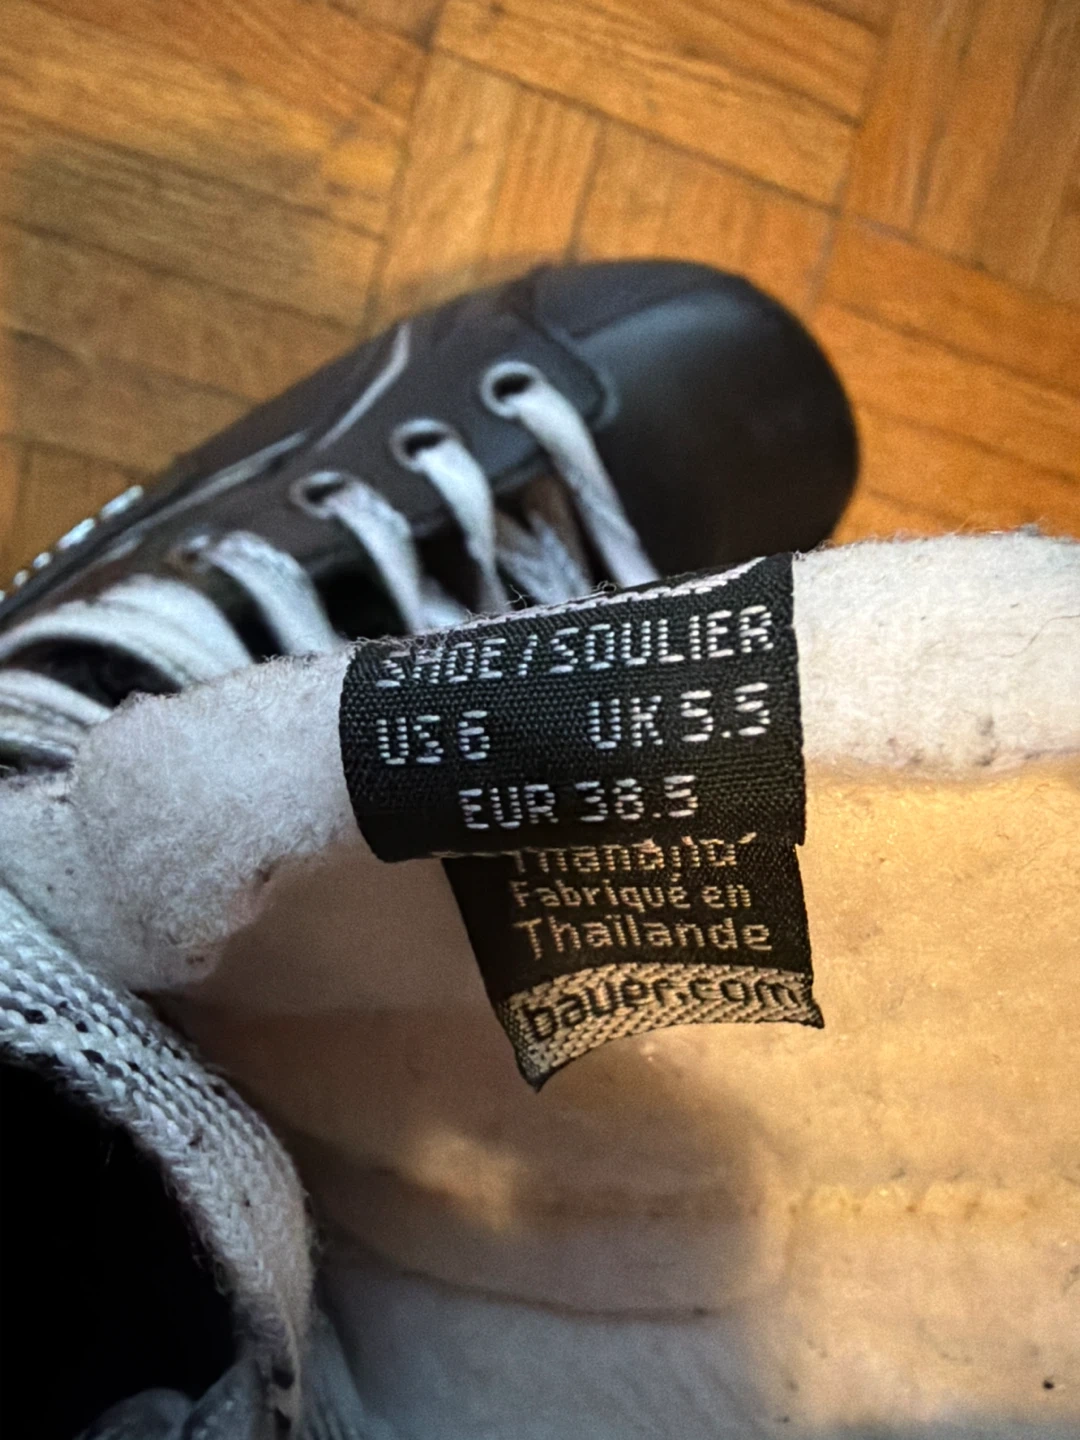 SHOE/SOULIER
US 6 UK 5.5
EUR 38.5
Fabriqué en
Thaïlande
bauer.com